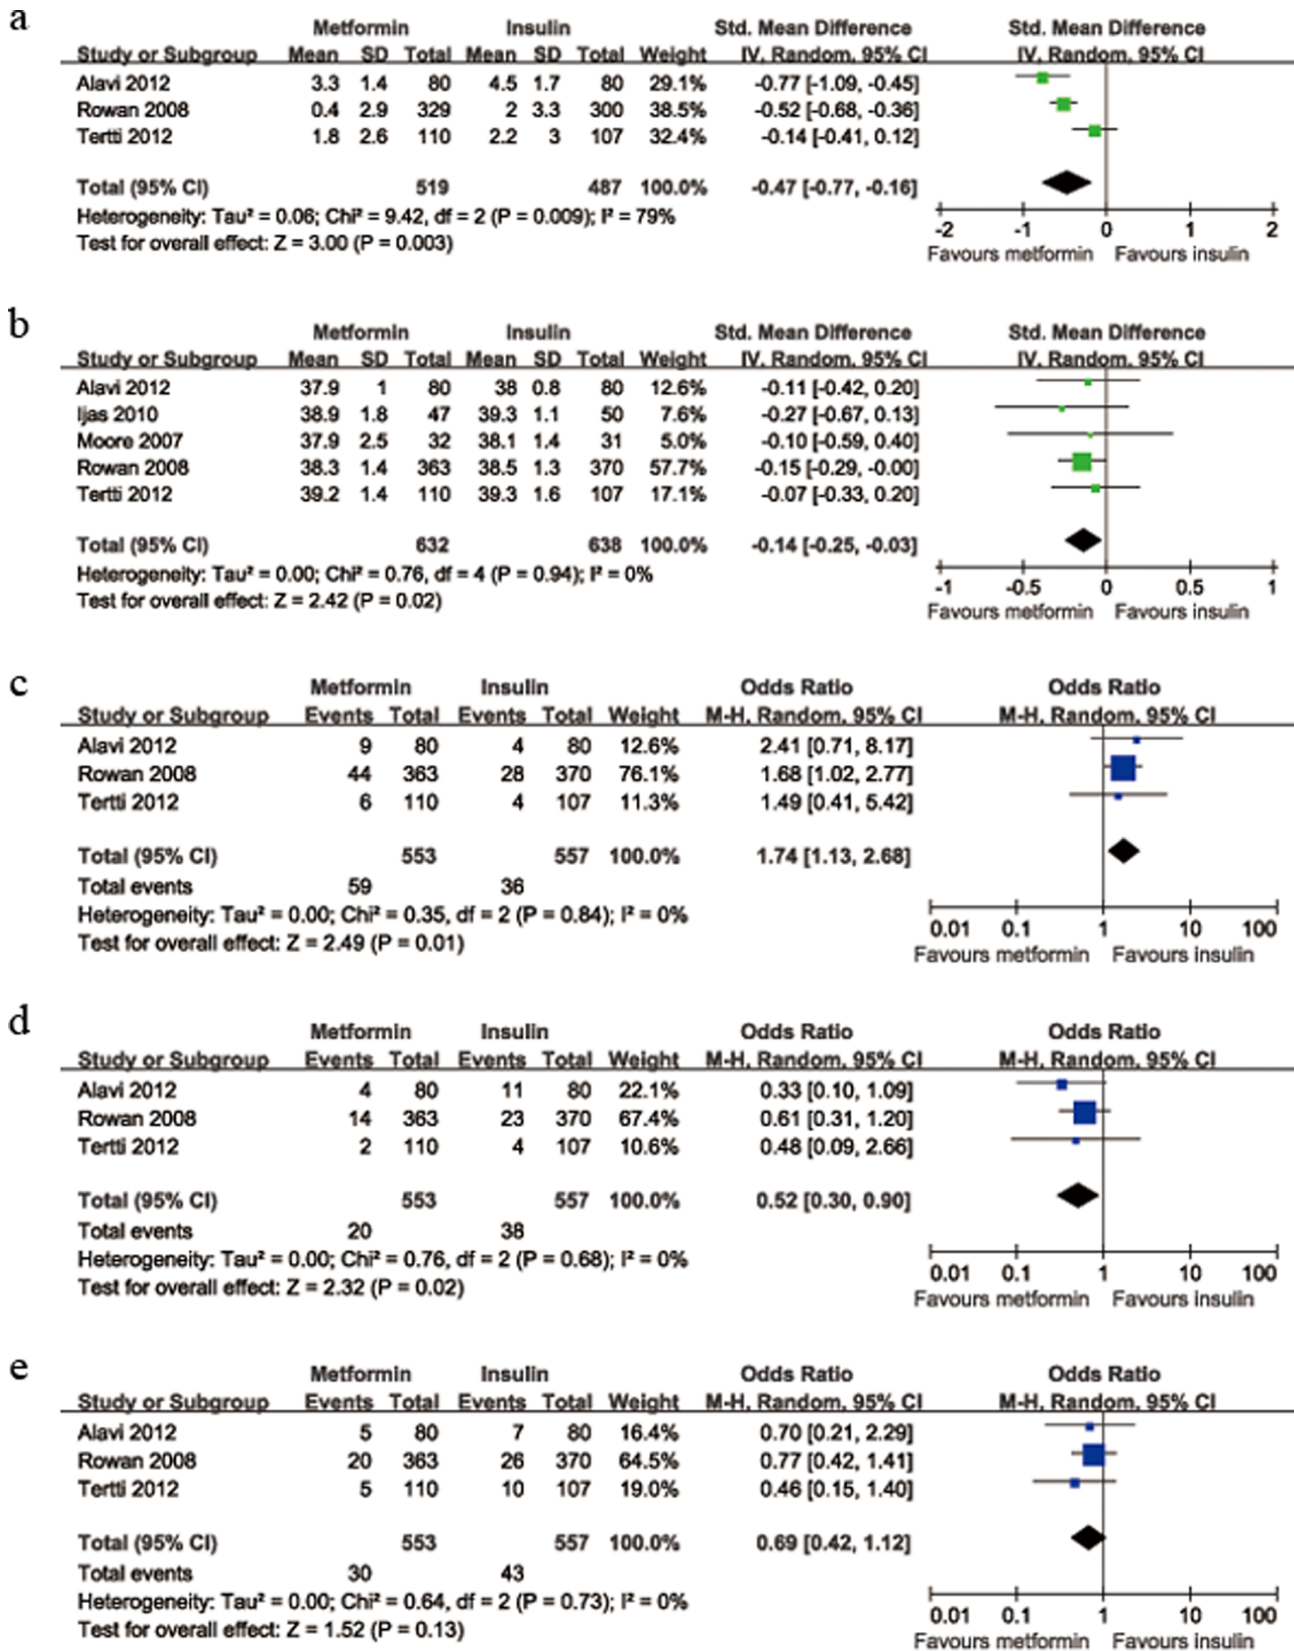 a
Metformin Insulin Std. Mean Difference Std. Mean Difference
Study or Subgroup Mean SD Total Mean SD Total Weight IV, Random, 95% CI IV, Random, 95% CI
Alavi 2012 3.3 1.4 80 4.5 1.7 80 29.1% -0.77 [-1.09, -0.45]
Rowan 2008 0.4 2.9 329 2 3.3 300 38.5% -0.52 [-0.68, -0.36]
Tertti 2012 1.8 2.6 110 2.2 3 107 32.4% -0.14 [-0.41, 0.12]
Total (95% CI) 519 487 100.0% -0.47 [-0.77, -0.16]
Heterogeneity: Tau² = 0.06; Chi² = 9.42, df = 2 (P = 0.009); I² = 79%
Test for overall effect: Z = 3.00 (P = 0.003)
-2 -1 0 1 2
Favours metformin Favours insulin
b
Metformin Insulin Std. Mean Difference Std. Mean Difference
Study or Subgroup Mean SD Total Mean SD Total Weight IV, Random, 95% CI IV, Random, 95% CI
Alavi 2012 37.9 1 80 38 0.8 80 12.6% -0.11 [-0.42, 0.20]
Ijas 2010 38.9 1.8 47 39.3 1.1 50 7.6% -0.27 [-0.67, 0.13]
Moore 2007 37.9 2.5 32 38.1 1.4 31 5.0% -0.10 [-0.59, 0.40]
Rowan 2008 38.3 1.4 363 38.5 1.3 370 57.7% -0.15 [-0.29, -0.00]
Tertti 2012 39.2 1.4 110 39.3 1.6 107 17.1% -0.07 [-0.33, 0.20]
Total (95% CI) 632 638 100.0% -0.14 [-0.25, -0.03]
Heterogeneity: Tau² = 0.00; Chi² = 0.76, df = 4 (P = 0.94); I² = 0%
Test for overall effect: Z = 2.42 (P = 0.02)
-1 -0.5 0 0.5 1
Favours metformin Favours insulin
c
Metformin Insulin Odds Ratio Odds Ratio
Study or Subgroup Events Total Events Total Weight M-H, Random, 95% CI M-H, Random, 95% CI
Alavi 2012 9 80 4 80 12.6% 2.41 [0.71, 8.17]
Rowan 2008 44 363 28 370 76.1% 1.68 [1.02, 2.77]
Tertti 2012 6 110 4 107 11.3% 1.49 [0.41, 5.42]
Total (95% CI) 553 557 100.0% 1.74 [1.13, 2.68]
Total events 59 36
Heterogeneity: Tau² = 0.00; Chi² = 0.35, df = 2 (P = 0.84); I² = 0%
Test for overall effect: Z = 2.49 (P = 0.01)
0.01 0.1 1 10 100
Favours metformin Favours insulin
d
Metformin Insulin Odds Ratio Odds Ratio
Study or Subgroup Events Total Events Total Weight M-H, Random, 95% CI M-H, Random, 95% CI
Alavi 2012 4 80 11 80 22.1% 0.33 [0.10, 1.09]
Rowan 2008 14 363 23 370 67.4% 0.61 [0.31, 1.20]
Tertti 2012 2 110 4 107 10.6% 0.48 [0.09, 2.66]
Total (95% CI) 553 557 100.0% 0.52 [0.30, 0.90]
Total events 20 38
Heterogeneity: Tau² = 0.00; Chi² = 0.76, df = 2 (P = 0.68); I² = 0%
Test for overall effect: Z = 2.32 (P = 0.02)
0.01 0.1 1 10 100
Favours metformin Favours insulin
e
Metformin Insulin Odds Ratio Odds Ratio
Study or Subgroup Events Total Events Total Weight M-H, Random, 95% CI M-H, Random, 95% CI
Alavi 2012 5 80 7 80 16.4% 0.70 [0.21, 2.29]
Rowan 2008 20 363 26 370 64.5% 0.77 [0.42, 1.41]
Tertti 2012 5 110 10 107 19.0% 0.46 [0.15, 1.40]
Total (95% CI) 553 557 100.0% 0.69 [0.42, 1.12]
Total events 30 43
Heterogeneity: Tau² = 0.00; Chi² = 0.64, df = 2 (P = 0.73); I² = 0%
Test for overall effect: Z = 1.52 (P = 0.13)
0.01 0.1 1 10 100
Favours metformin Favours insulin